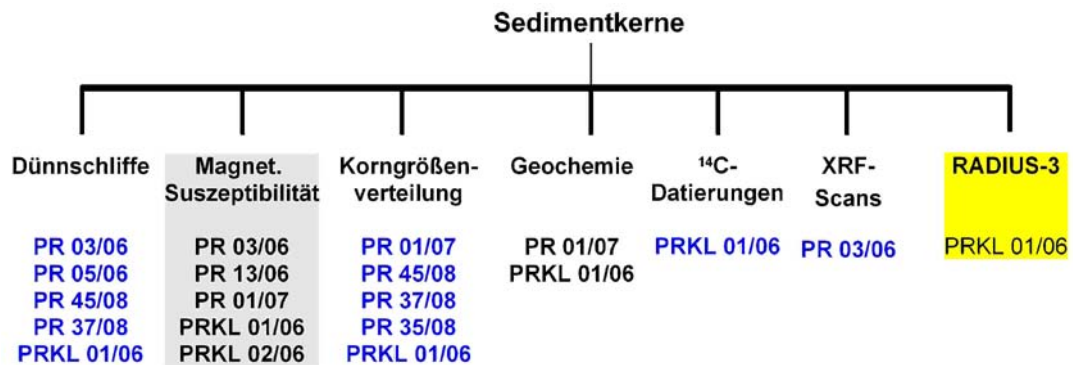 Sedimentkerne
Dünnschliffe
PR 03/06
PR 05/06
PR 45/08
PR 37/08
PRKL 01/06
Magnet.
Suszeptibilität
PR 03/06
PR 13/06
PR 01/07
PRKL 01/06
PRKL 02/06
Korngrößen-
verteilung
PR 01/07
PR 45/08
PR 37/08
PR 35/08
PRKL 01/06
Geochemie
PR 01/07
PRKL 01/06
¹⁴C-
Datierungen
PRKL 01/06
XRF-
Scans
PR 03/06
RADIUS-3
PRKL 01/06